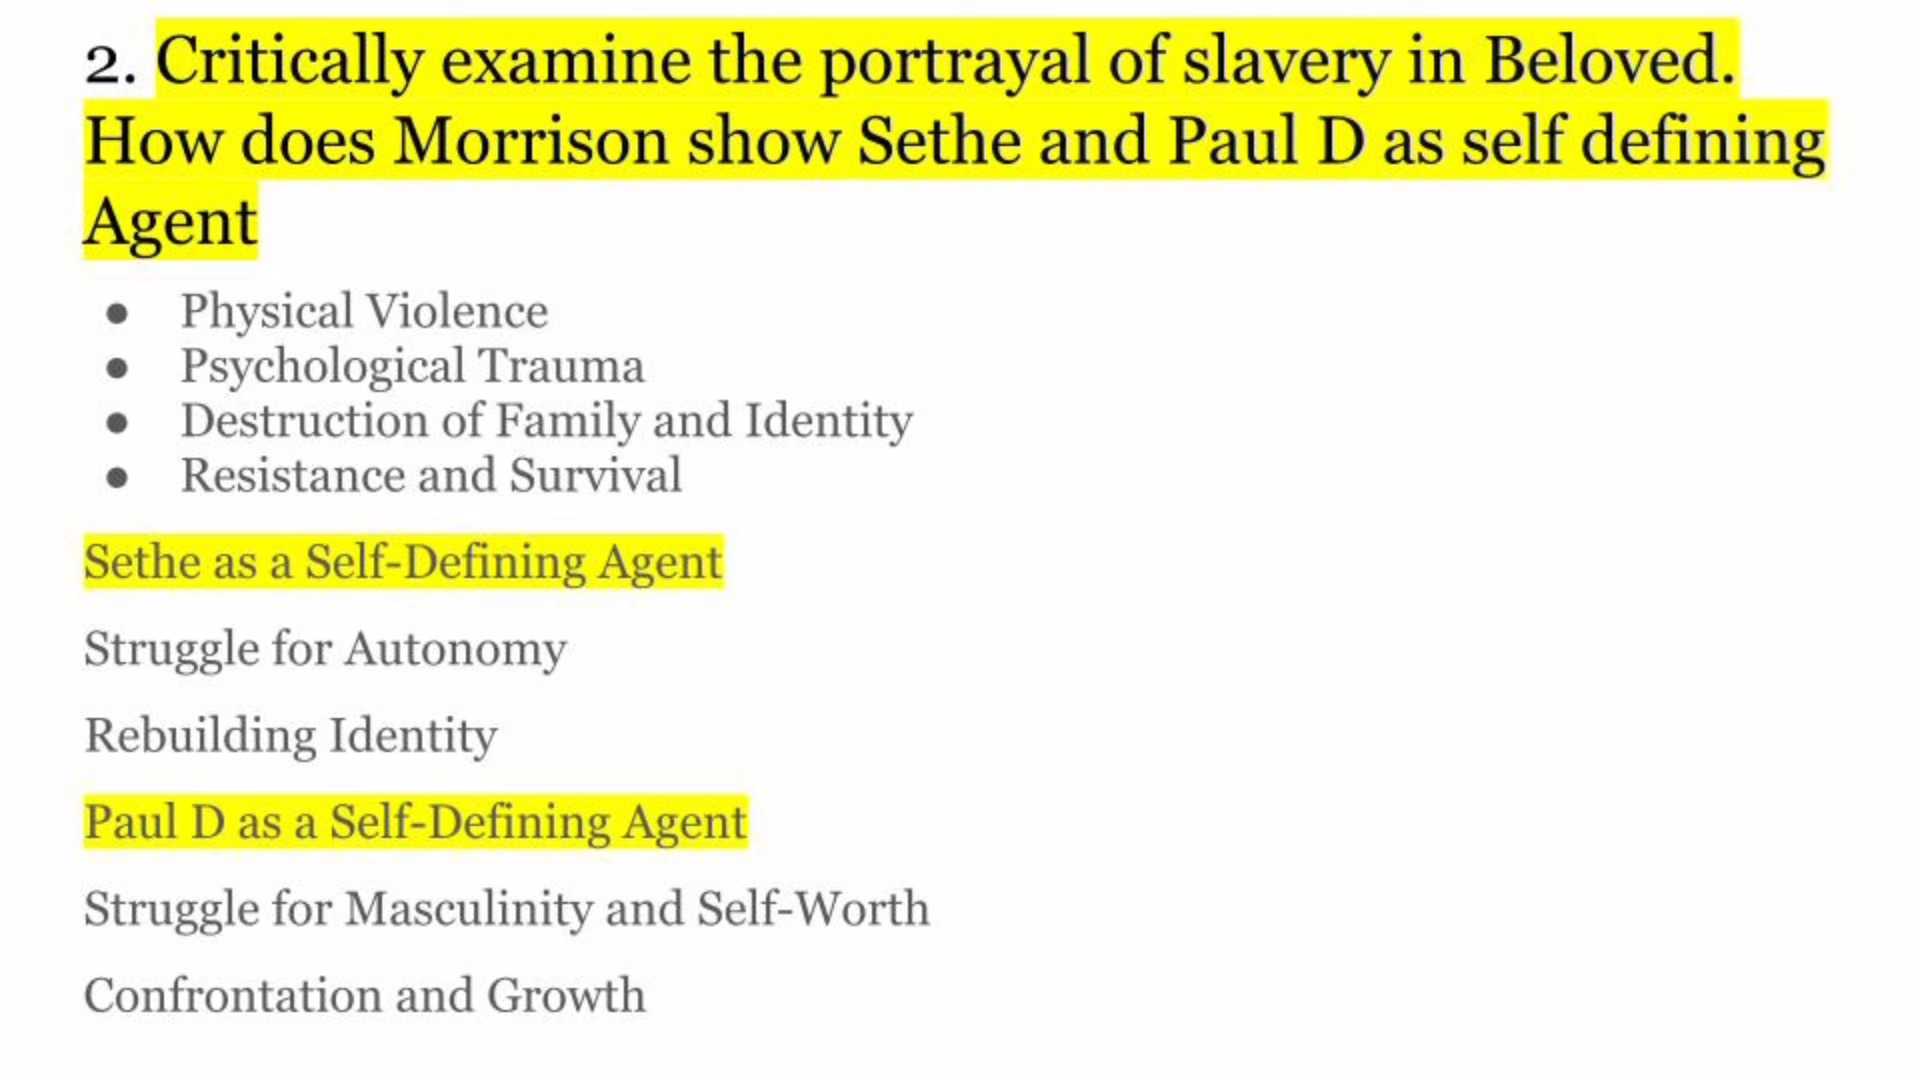 2. Critically examine the portrayal of slavery in Beloved.
How does Morrison show Sethe and Paul D as self defining
Agent
● Physical Violence
● Psychological Trauma
● Destruction of Family and Identity
● Resistance and Survival
Sethe as a Self-Defining Agent
Struggle for Autonomy
Rebuilding Identity
Paul D as a Self-Defining Agent
Struggle for Masculinity and Self-Worth
Confrontation and Growth